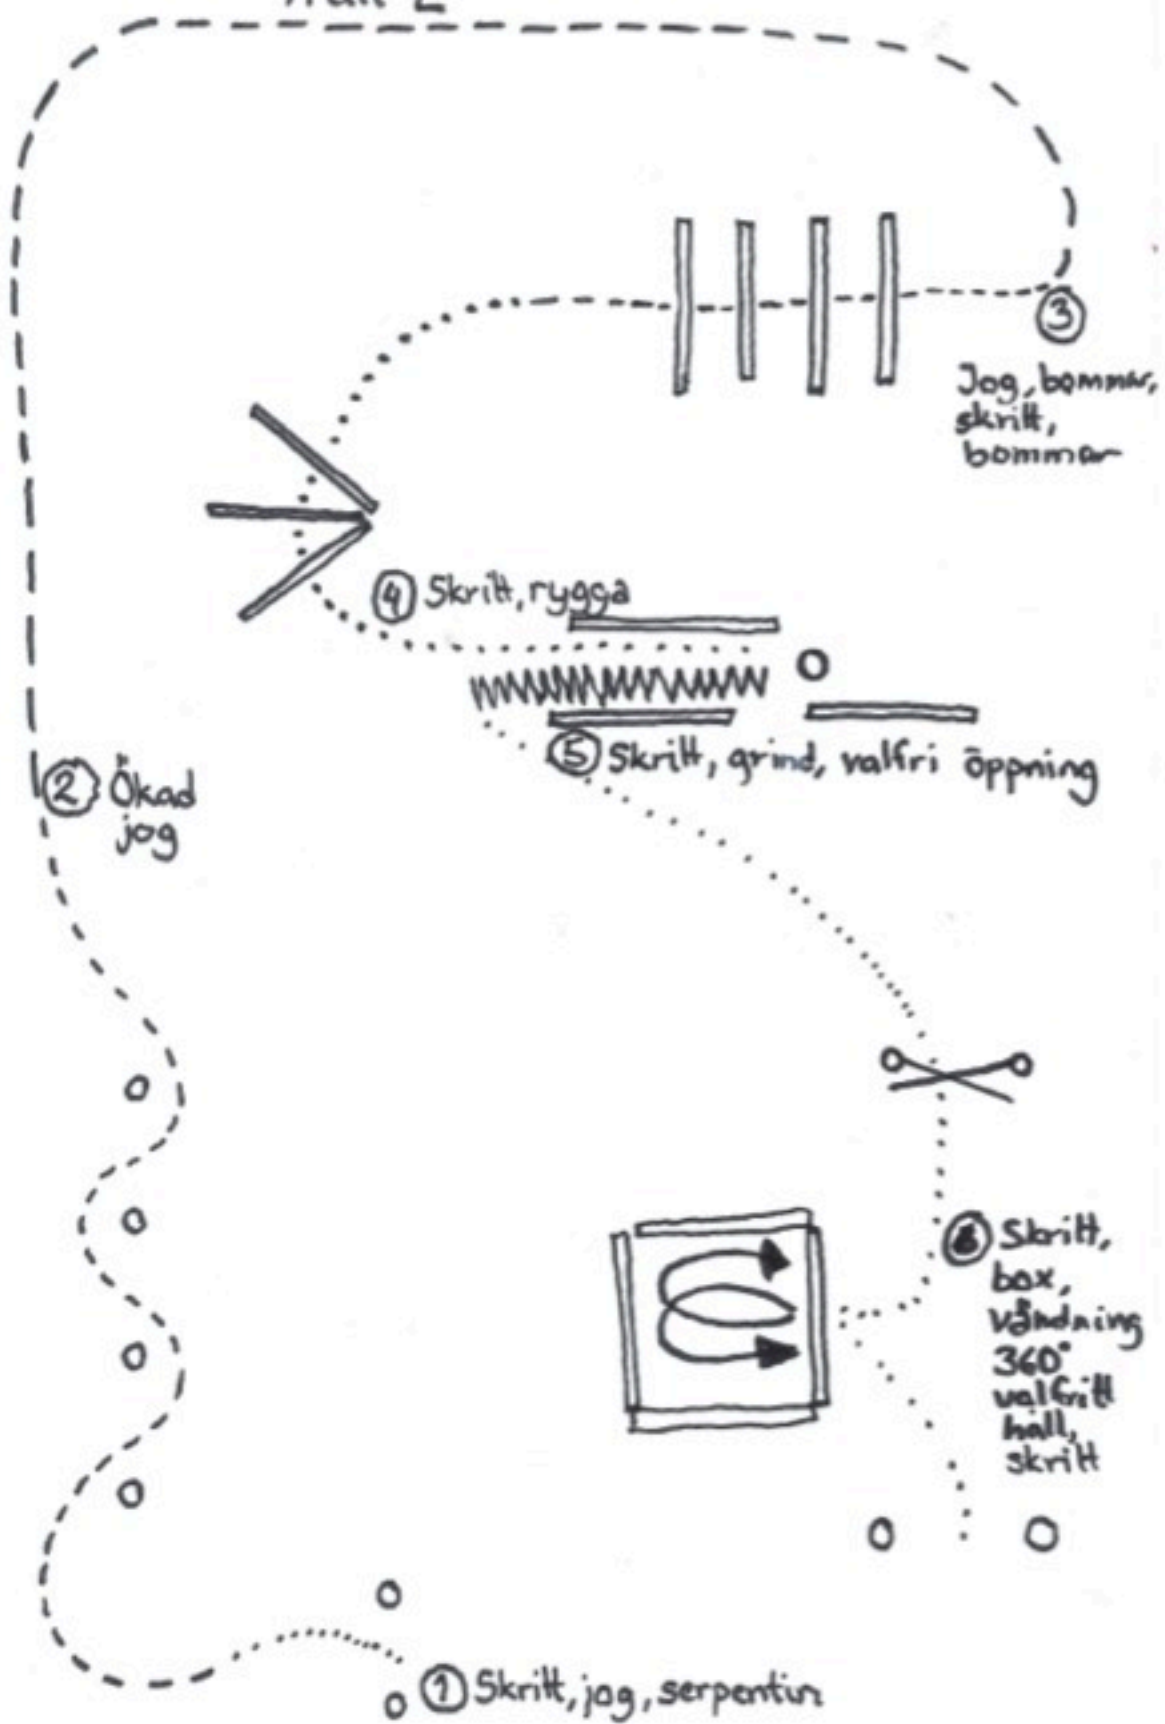 ③
Jog, bommar,
skritt,
bommar
④ Skritt, rygga
⑤ Skritt, grind, valfri öppning
② Ökad
jog
⑥ Skritt,
box,
vändning
360°
valfritt
håll,
skritt
① Skritt, jog, serpentin